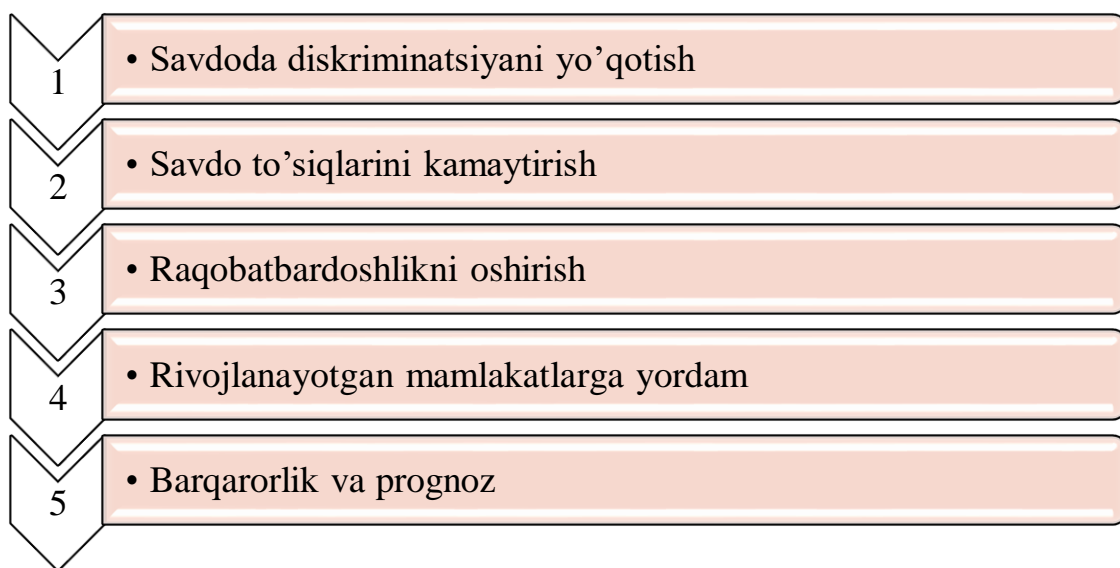 1
• Savdoda diskriminatsiyani yo’qotish
2
• Savdo to’siqlarini kamaytirish
3
• Raqobatbardoshlikni oshirish
4
• Rivojlanayotgan mamlakatlarga yordam
5
• Barqarorlik va prognoz